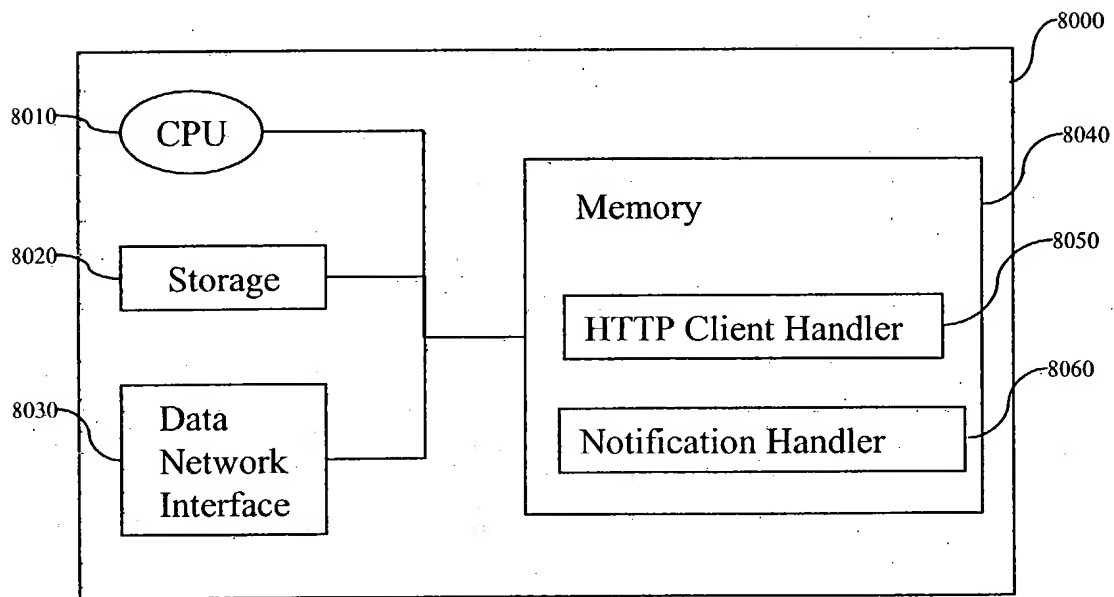 8000
8010
CPU
8040
Memory
8050
8020
Storage
HTTP Client Handler
8060
8030
Data
Network
Interface
Notification Handler